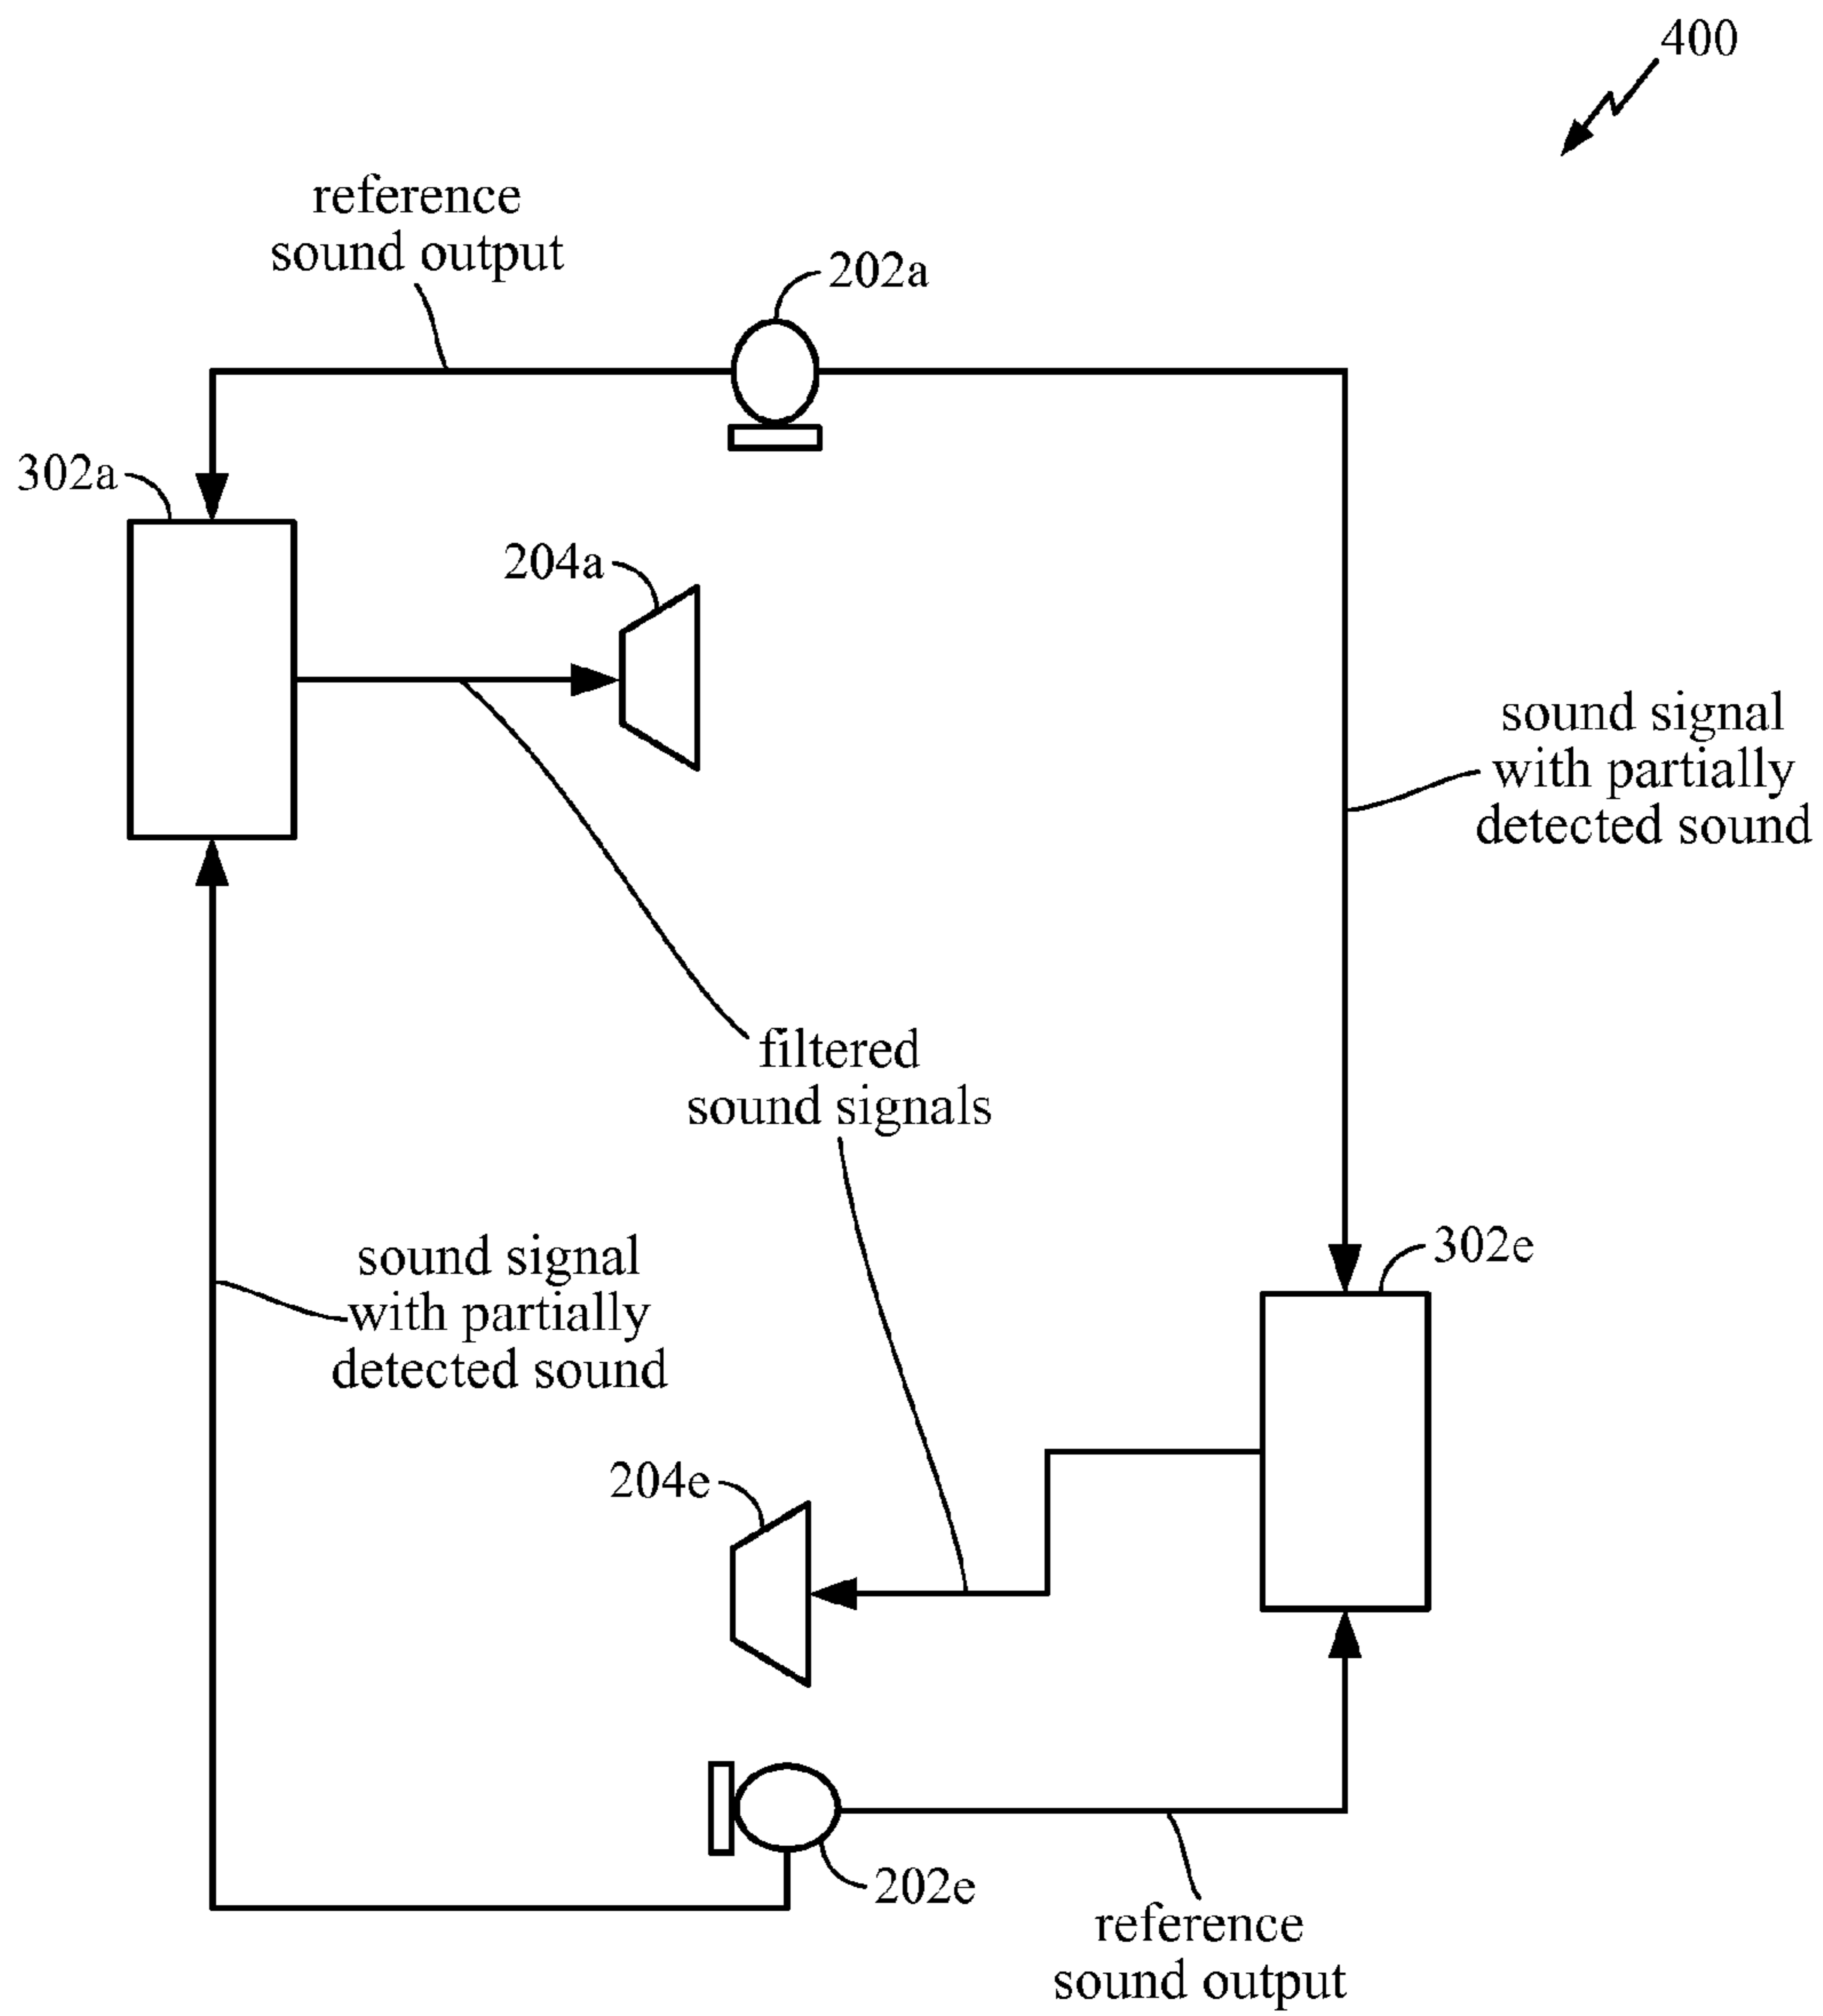 400
reference
sound output
202a
302a
204a
sound signal
with partially
detected sound
filtered
sound signals
302e
sound signal
with partially
detected sound
204e
202e
reference
sound output